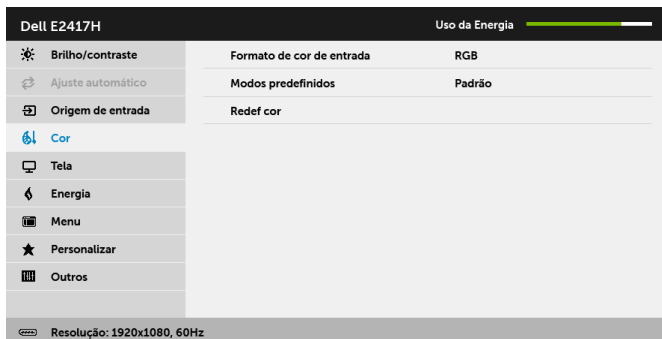 Dell E2417H Uso da Energia
Brilho/contraste Formato de cor de entrada RGB
Ajuste automático Modos predefinidos Padrão
Origem de entrada Redef cor
Cor
Tela
Energia
Menu
Personalizar
Outros
Resolução: 1920x1080, 60Hz